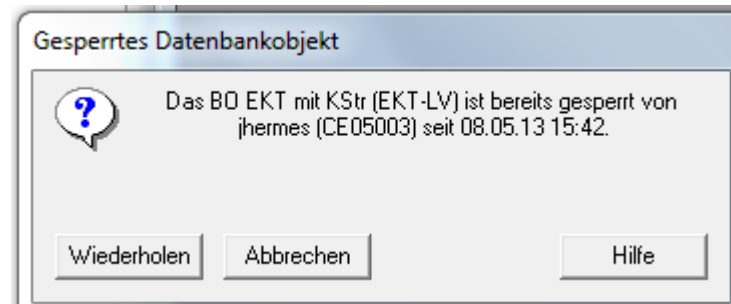 Gesperrtes Datenbankobjekt
Das BO EKT mit KStr (EKT-LV) ist bereits gesperrt von
jhermes (CE05003) seit 08.05.13 15:42.
Wiederholen Abbrechen Hilfe